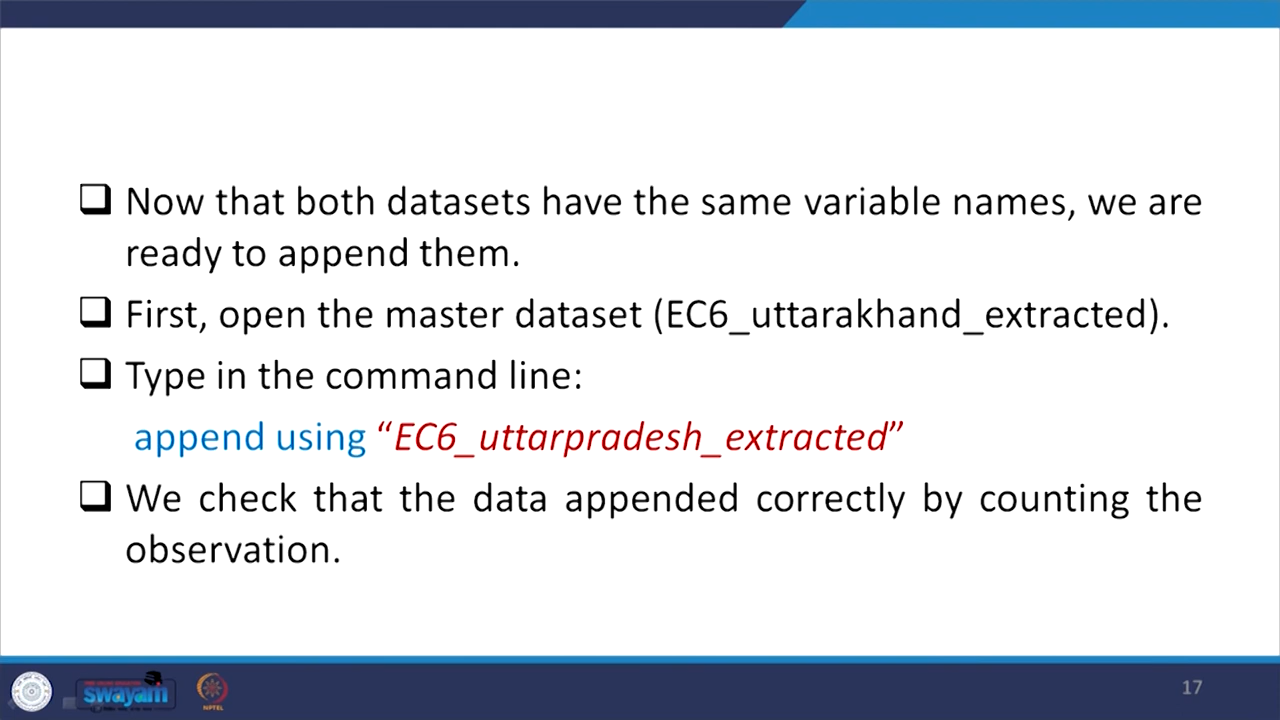 Now that both datasets have the same variable names, we are
ready to append them.
First, open the master dataset (EC6_uttarakhand_extracted).
Type in the command line:
append using “EC6_uttarpradesh_extracted”
We check that the data appended correctly by counting the
observation.
swayam
NPTEL
17